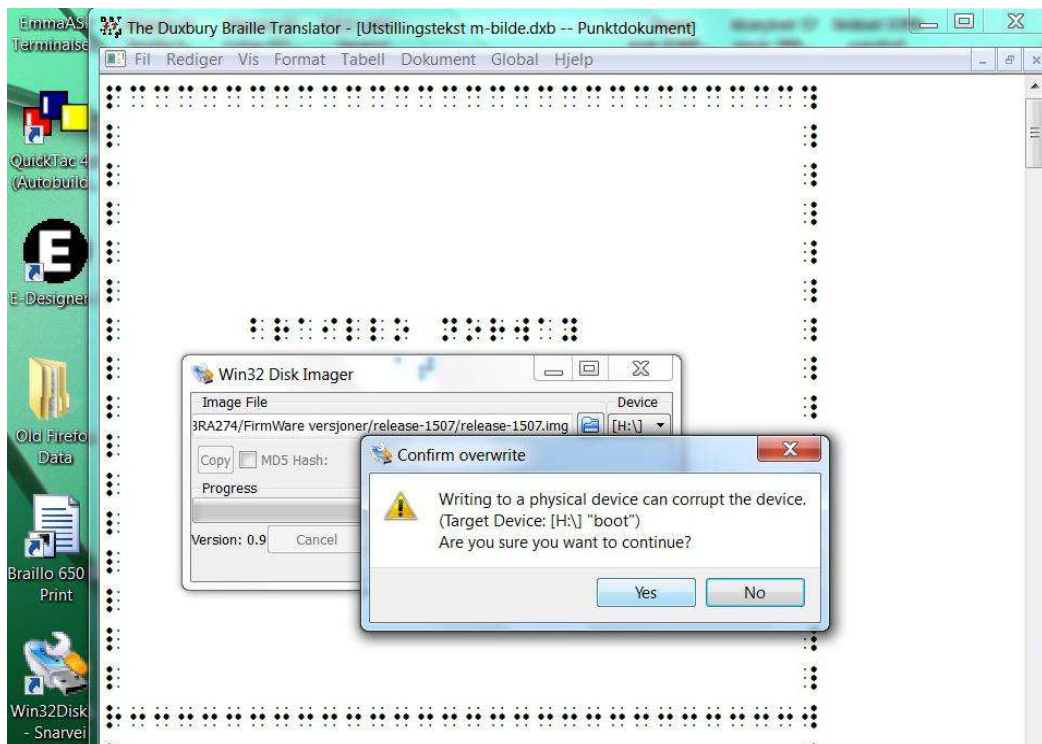 EmmaAS
Terminalse
QuickTac 4
(Autobuild
E-Designer
Old Firefo
Data
Braillo 650
Print
Win32Disk
- Snarvei
The Duxbury Braille Translator - [Utstillingstekst m-bilde.dxb -- Punktdokument]
Fil Rediger Vis Format Tabell Dokument Global Hjelp
⠃⠗⠁⠊⠇⠇⠕ ⠝⠕⠗⠺⠁⠽
Win32 Disk Imager
Image File Device
3RA274/FirmWare versjoner/release-1507/release-1507.img [H:\]
Copy MD5 Hash:
Progress
Version: 0.9 Cancel
Confirm overwrite
Writing to a physical device can corrupt the device.
(Target Device: [H:\] "boot")
Are you sure you want to continue?
Yes No